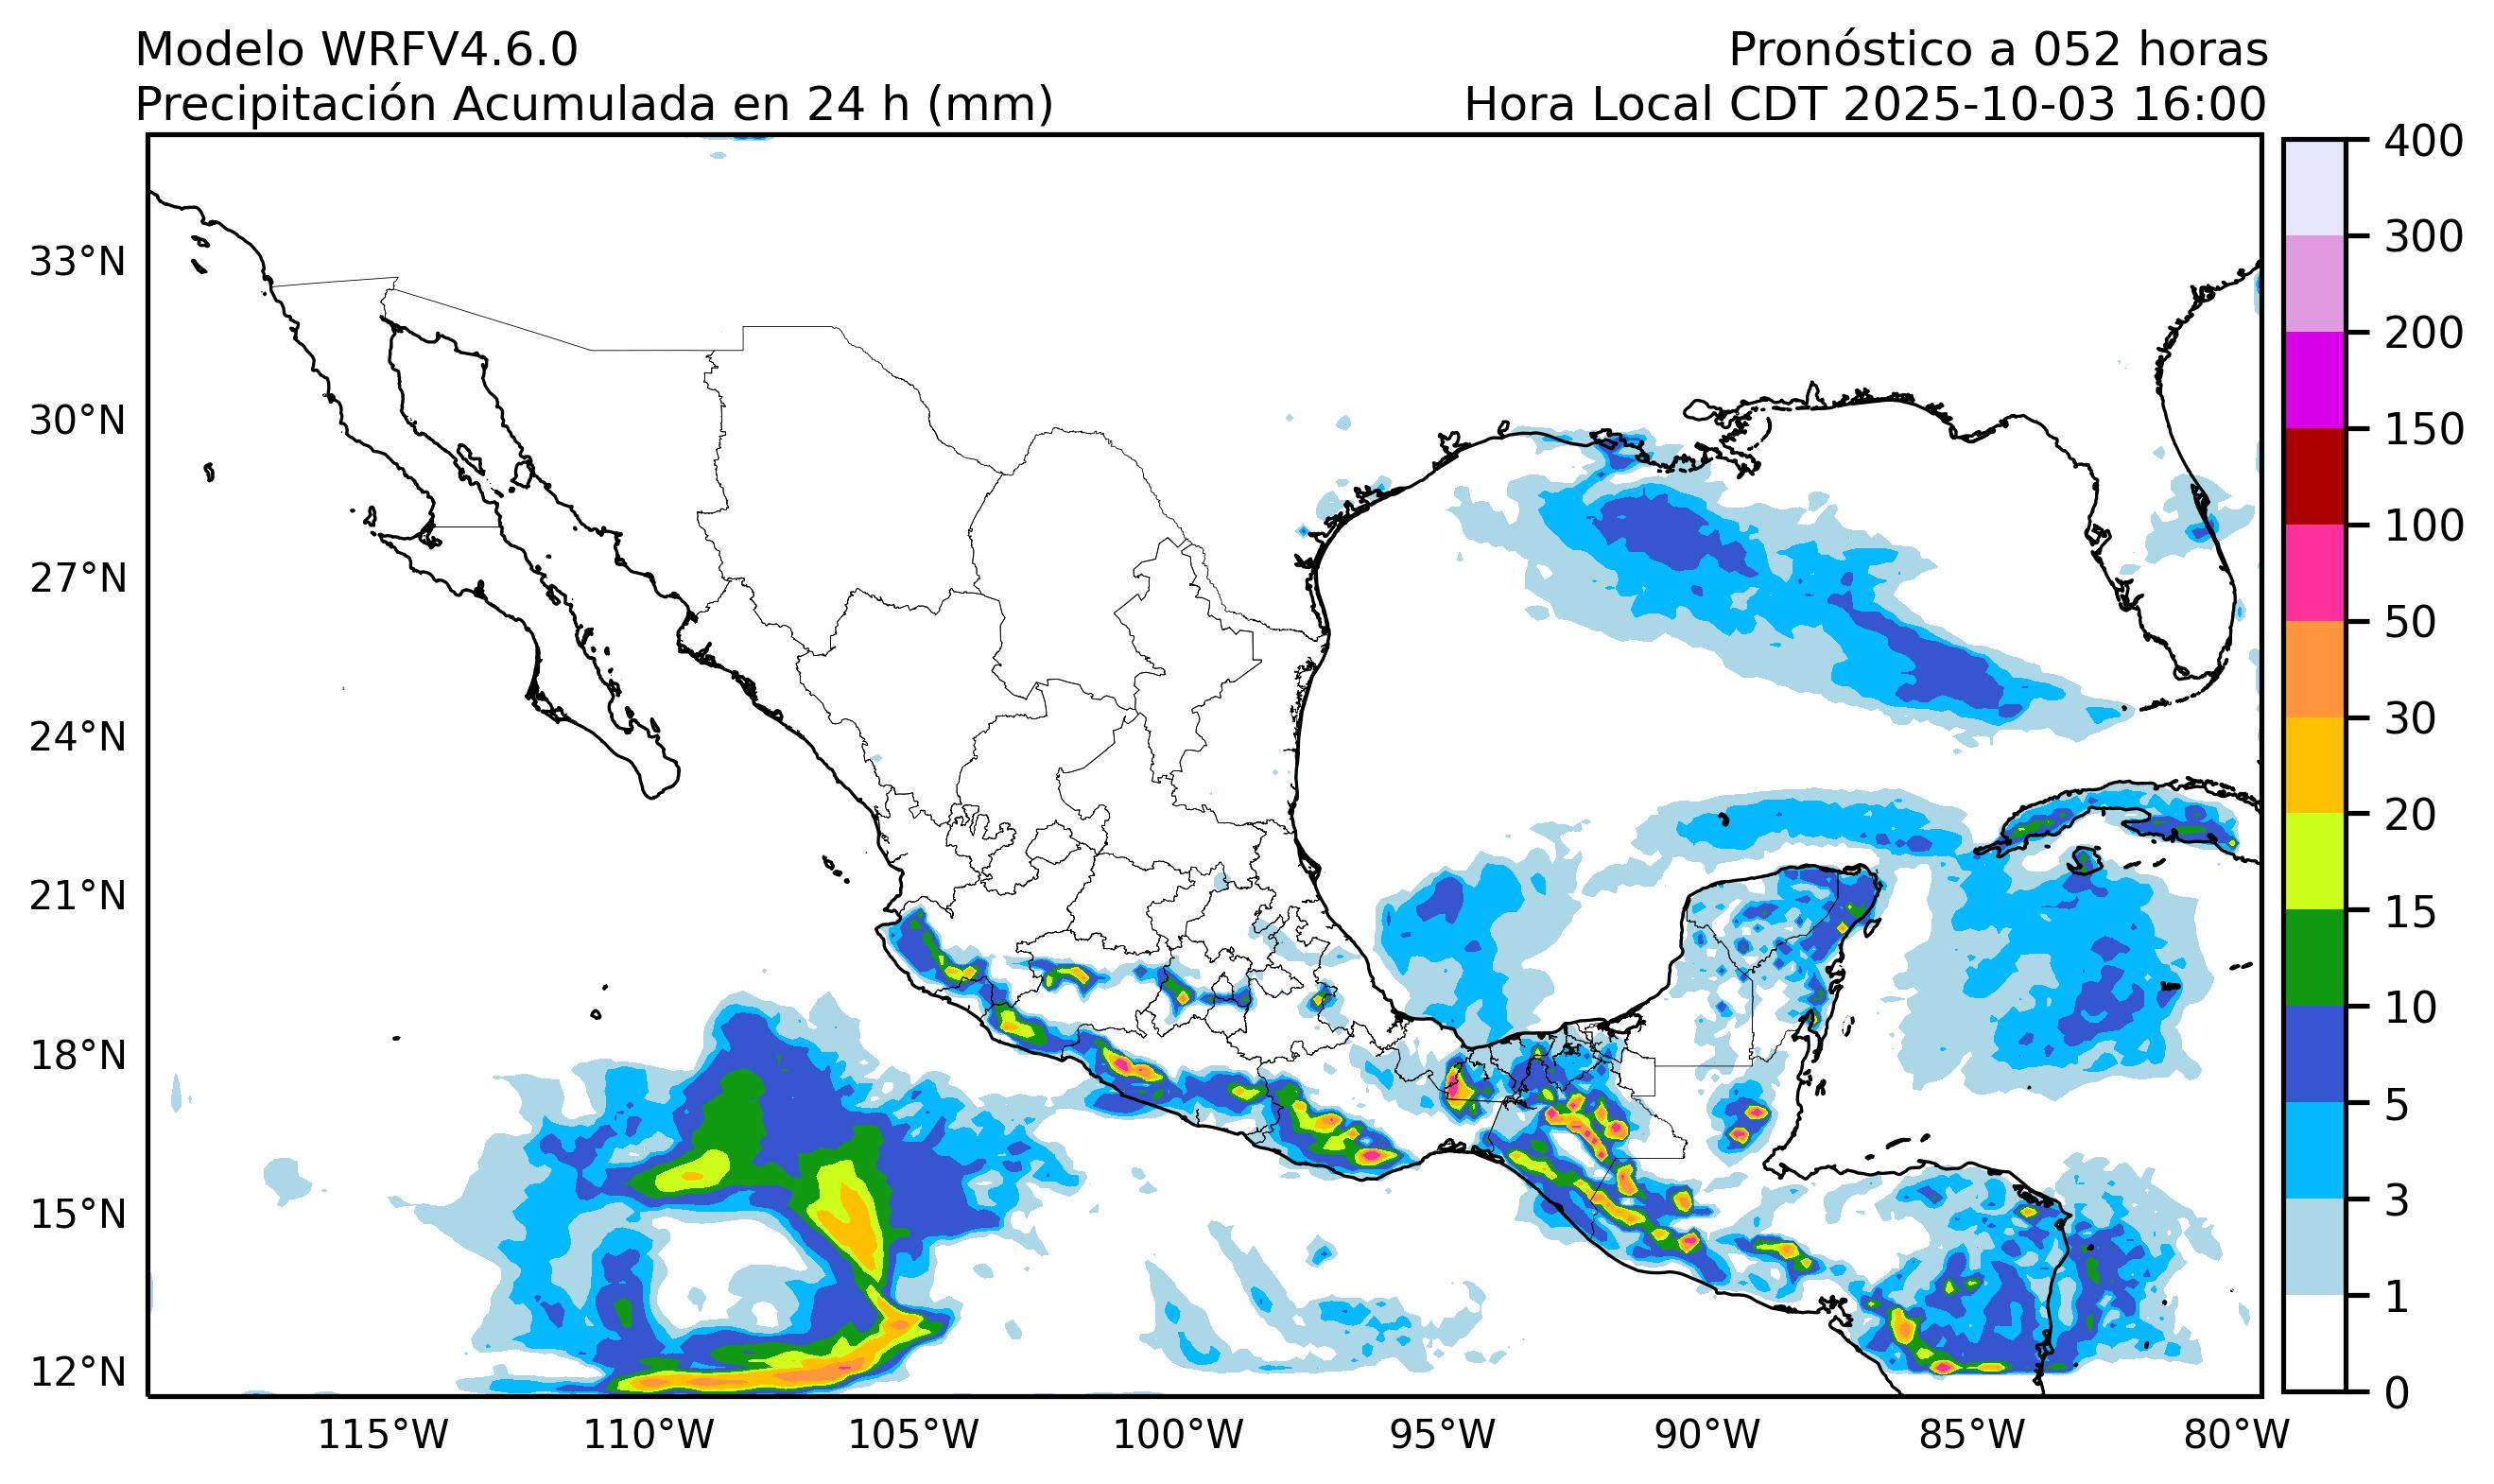 Modelo WRFV4.6.0
Pronóstico a 052 horas
Precipitación Acumulada en 24 h (mm)
Hora Local CDT 2025-10-03 16:00
33°N
30°N
27°N
24°N
21°N
18°N
15°N
12°N
115°W
110°W
105°W
100°W
95°W
90°W
85°W
80°W
400
300
200
150
100
50
30
20
15
10
5
3
1
0